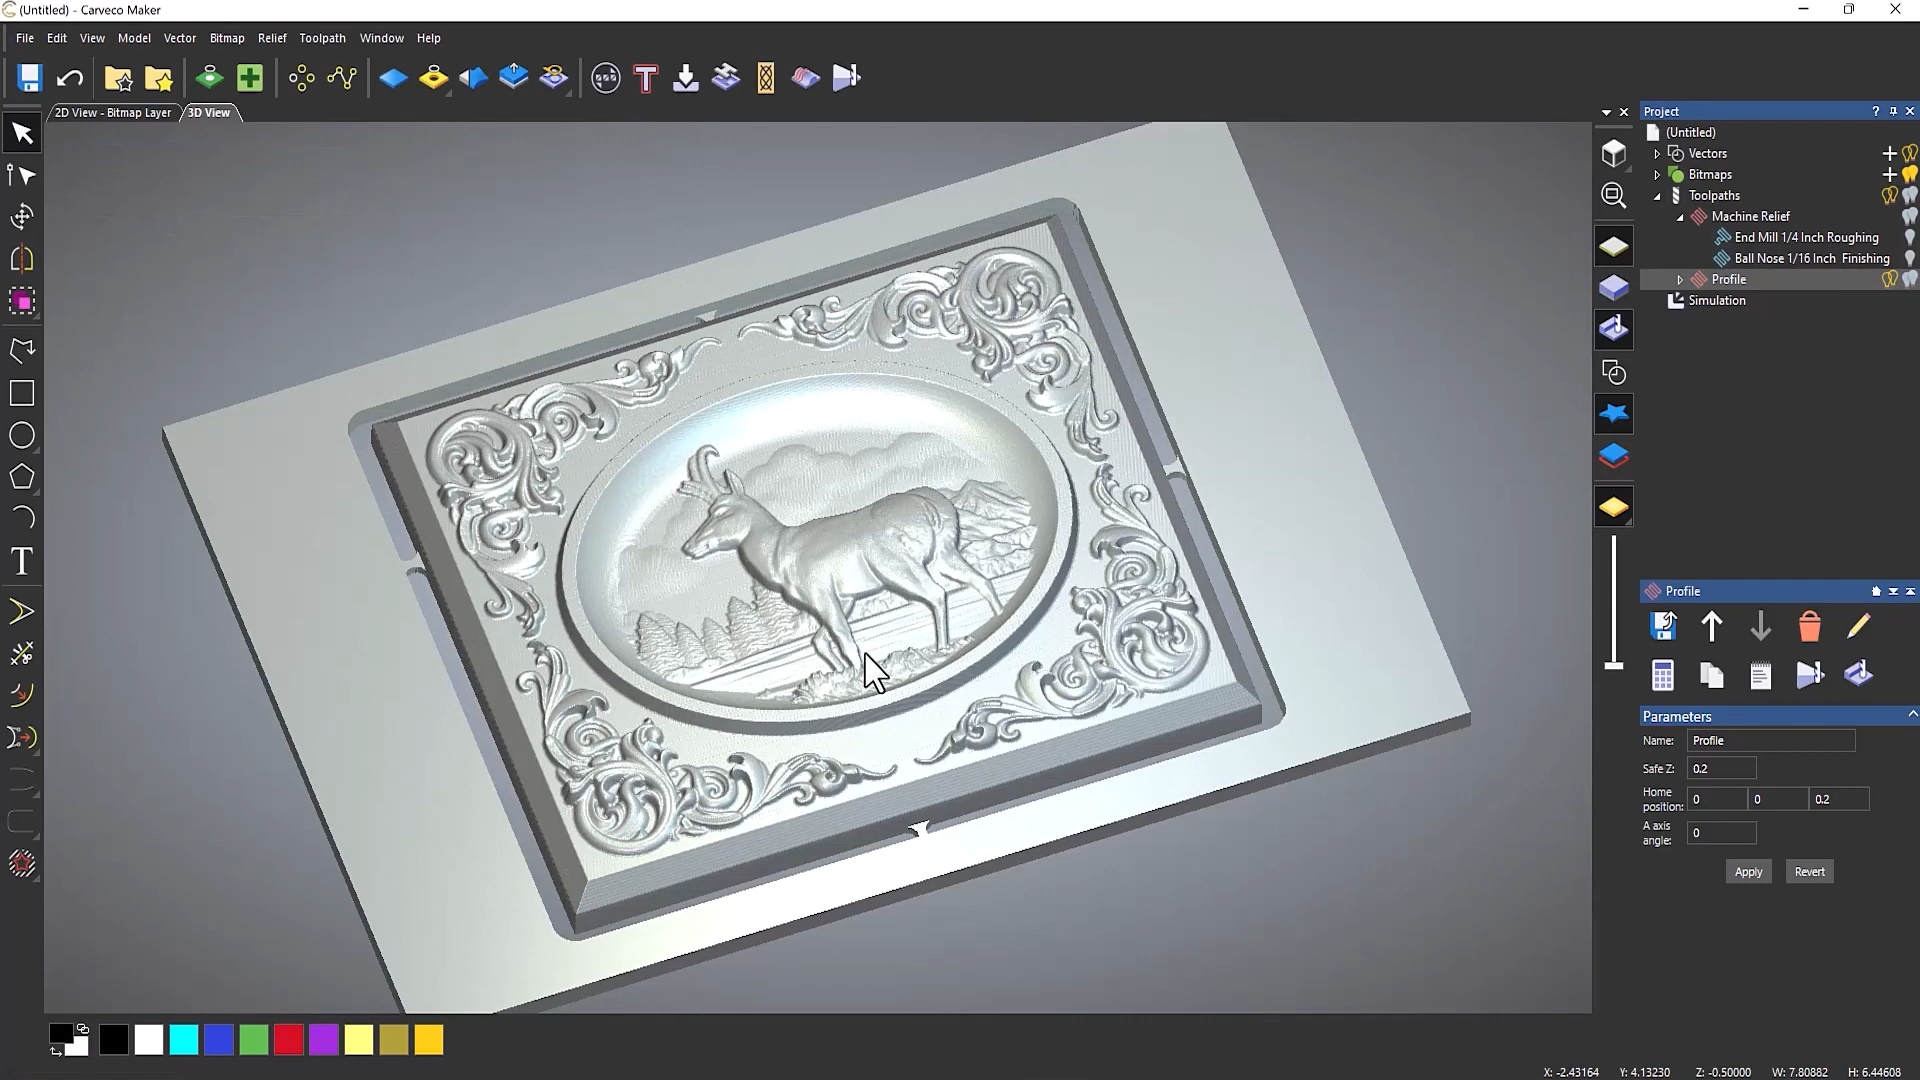 (Untitled) - Carveco Maker
File Edit View Model Vector Bitmap Relief Toolpath Window Help
2D View - Bitmap Layer 3D View
Project
(Untitled)
Vectors
Bitmaps
Toolpaths
Machine Relief
End Mill 1/4 Inch Roughing
Ball Nose 1/16 Inch Finishing
Profile
Simulation
Profile
Parameters
Name: Profile
Safe Z: 0.2
Home position: 0 0 0.2
A axis angle: 0
Apply Revert
X: -2.43164 Y: 4.13230 Z: -0.50000 W: 7.80882 H: 6.44608